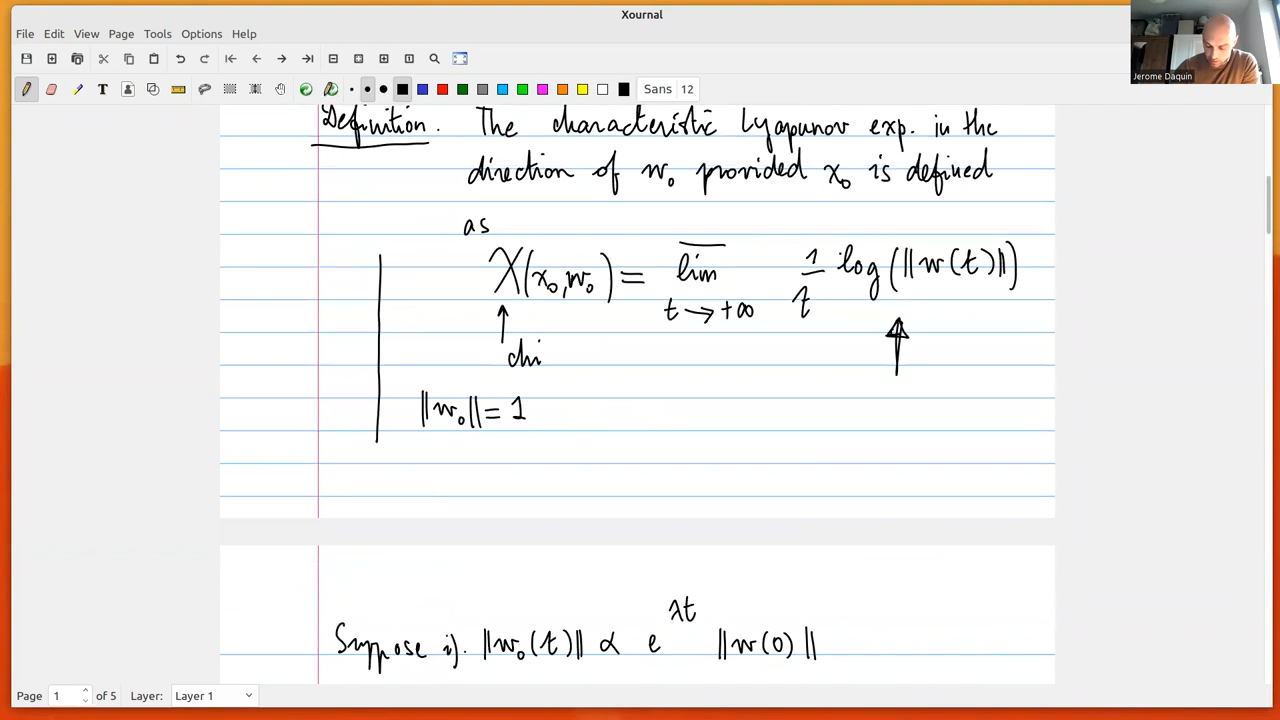 Xournal
File Edit View Page Tools Options Help
Jerome Daquin
Sans 12
Definition. The characteristic Lyapunov exp. in the
direction of w₀ provided x₀ is defined
as
χ(x₀,w₀) = lim̅ t→+∞ 1/t log(‖w(t)‖)
chi
‖w₀‖ = 1
Suppose i). ‖w₀(t)‖ ∝ e^λt ‖w(0)‖
Page 1 of 5 Layer: Layer 1